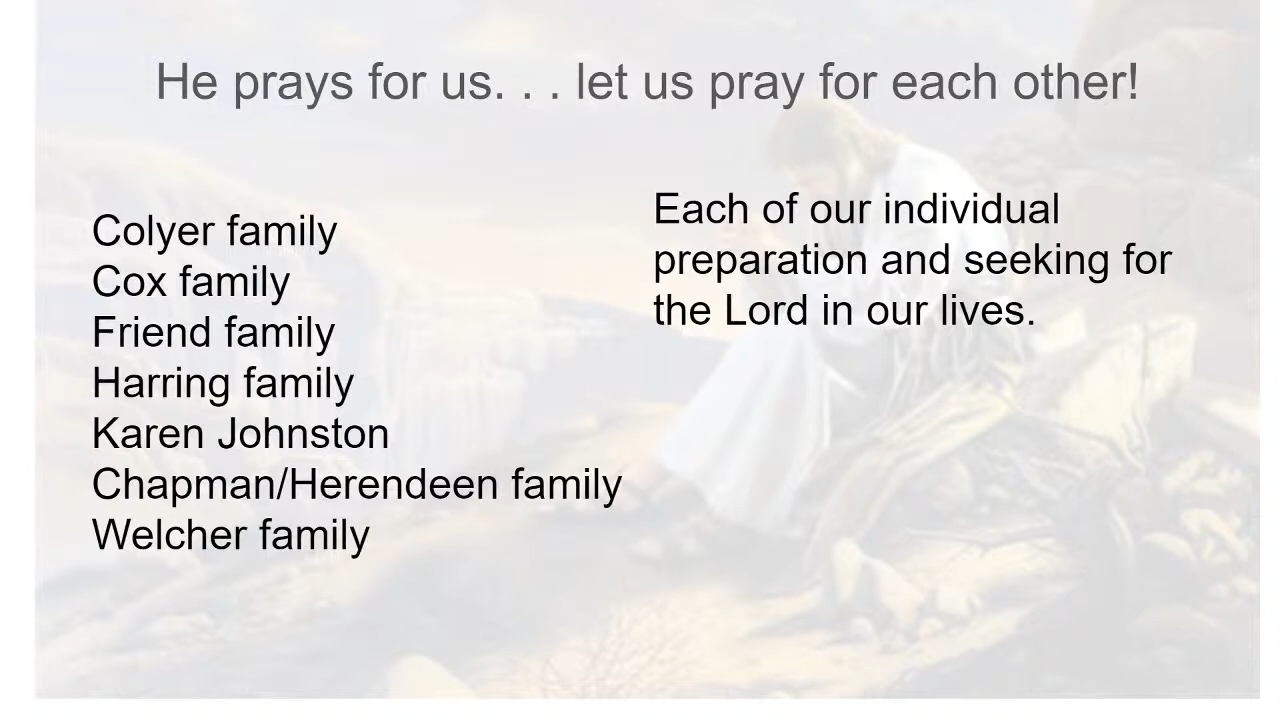 He prays for us. . . let us pray for each other!
Colyer family
Cox family
Friend family
Harring family
Karen Johnston
Chapman/Herendeen family
Welcher family
Each of our individual
preparation and seeking for
the Lord in our lives.